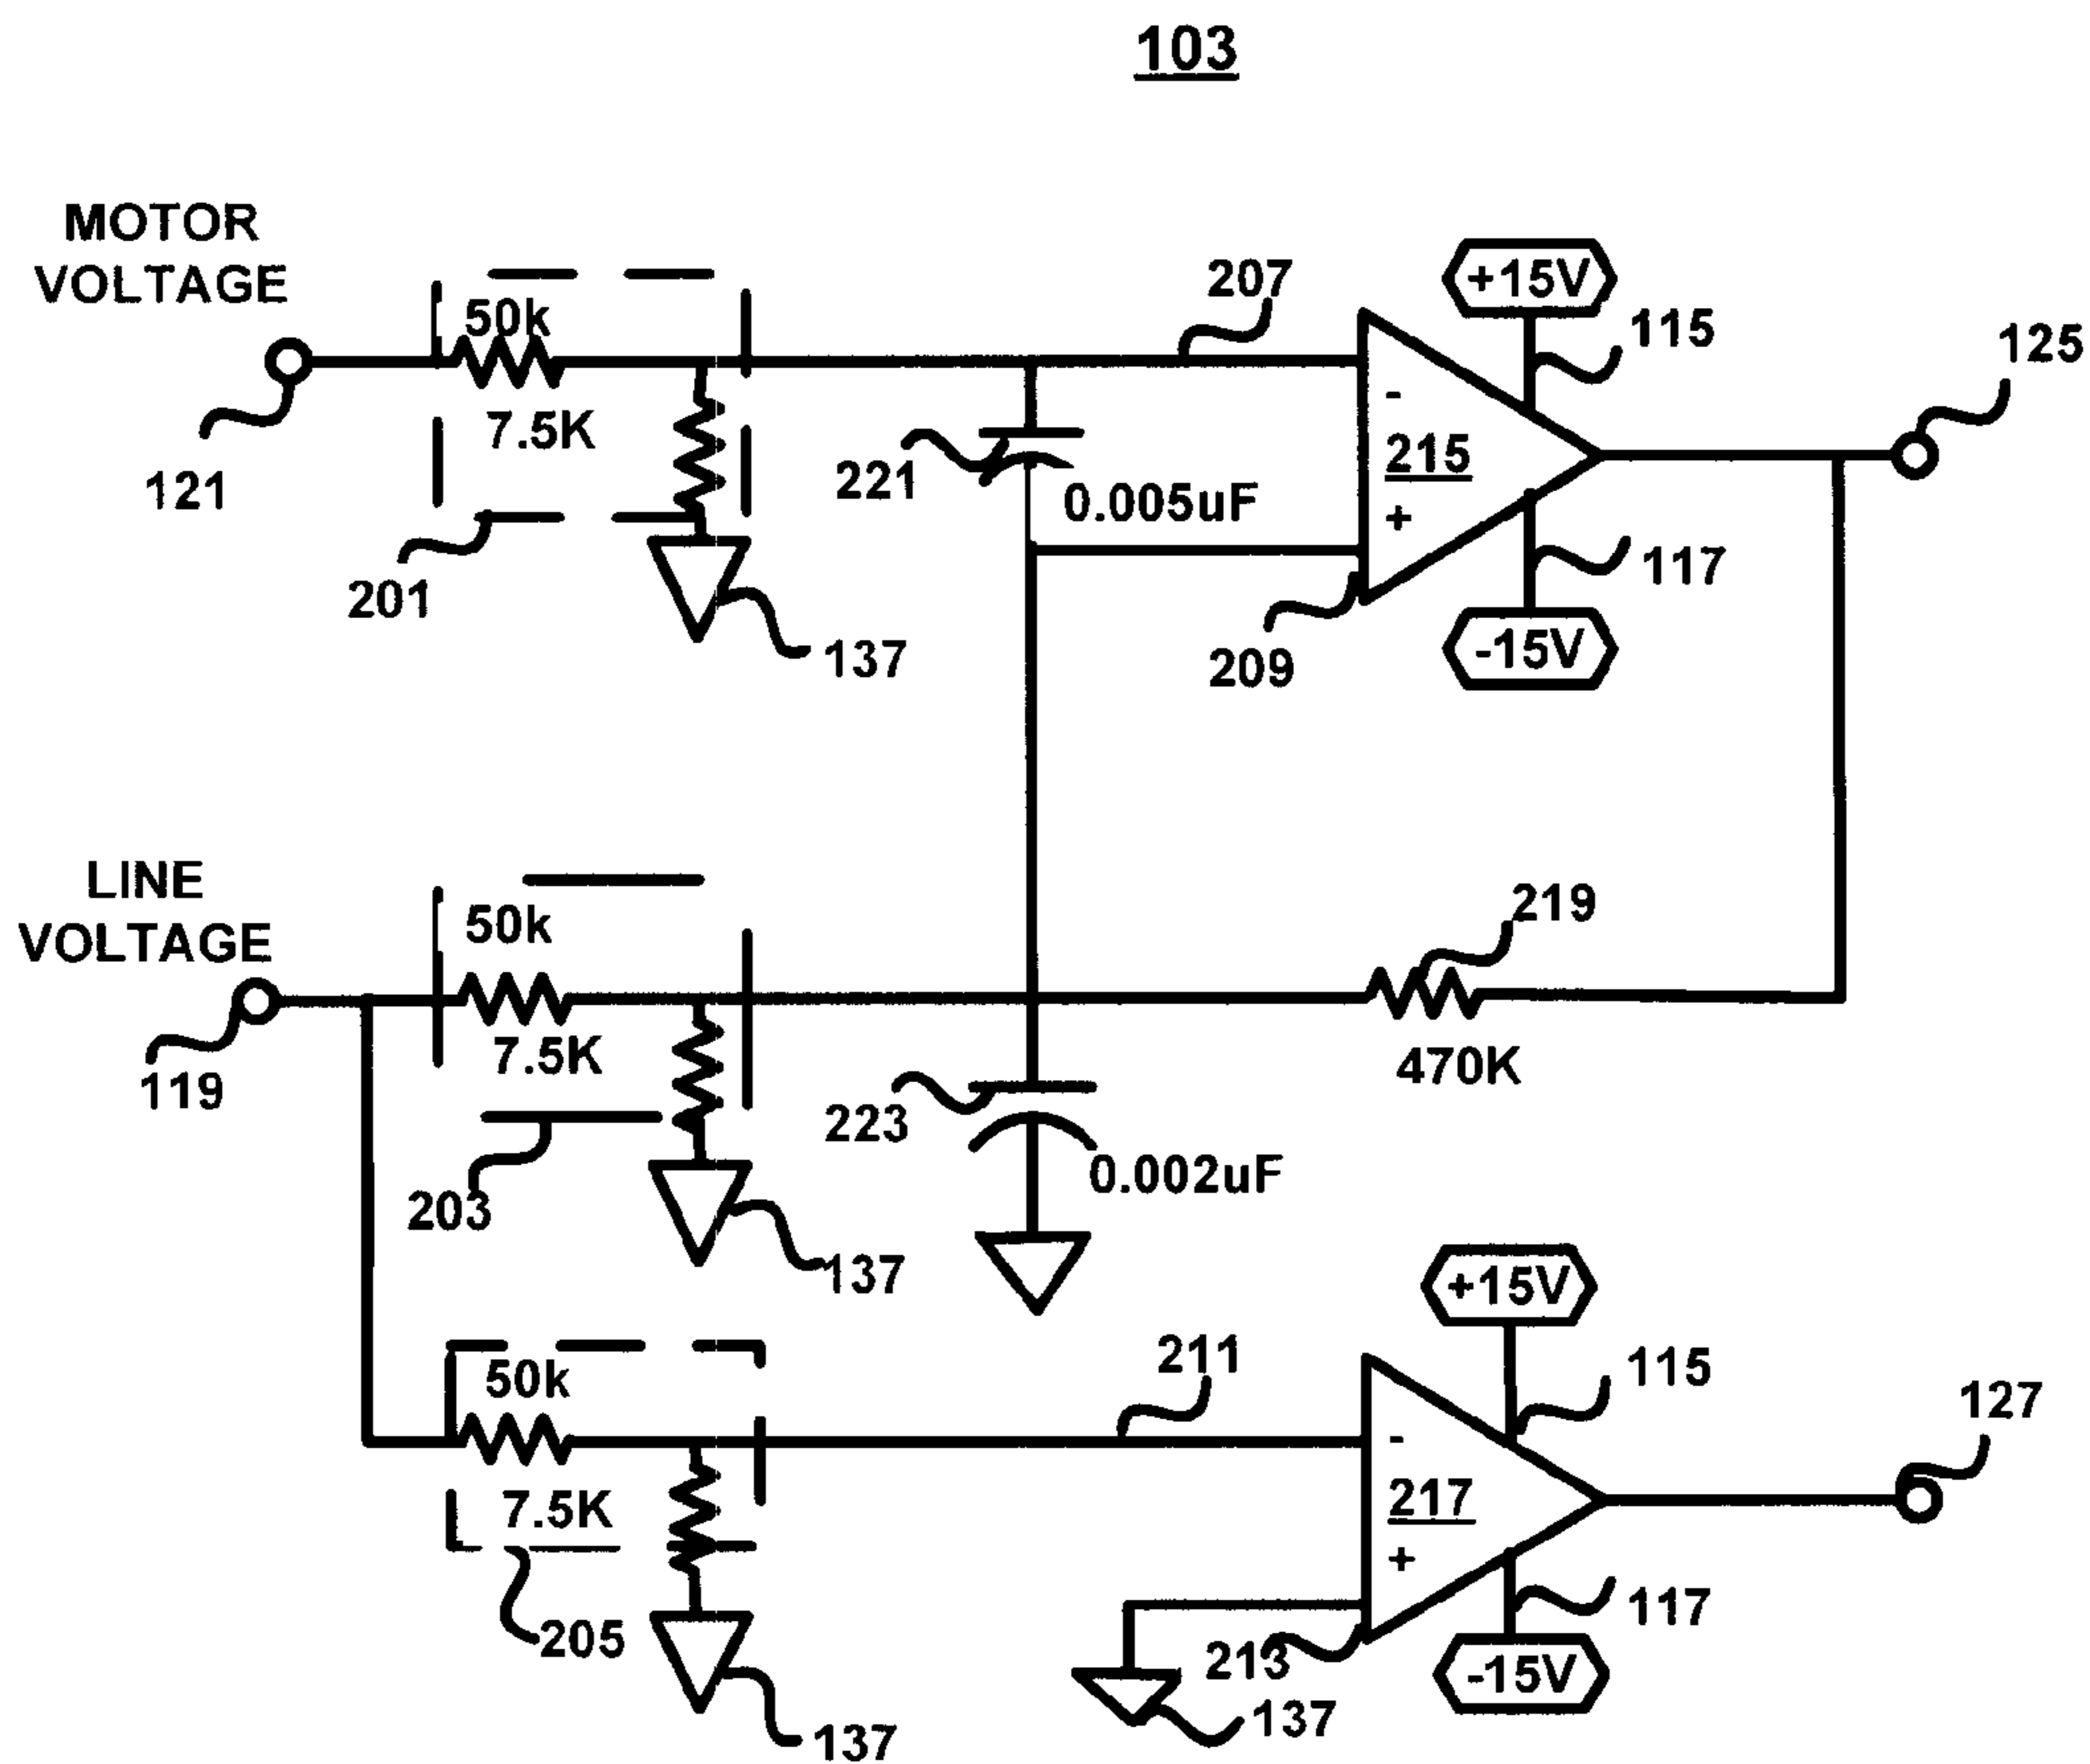 103
MOTOR
VOLTAGE
50k
7.5K
121
201
137
207
221
0.005uF
-
215
+
209
+15V
115
117
-15V
125
LINE
VOLTAGE
50k
7.5K
119
203
137
223
0.002uF
219
470K
50k
7.5K
205
137
211
-
217
+
213
137
+15V
115
117
-15V
127